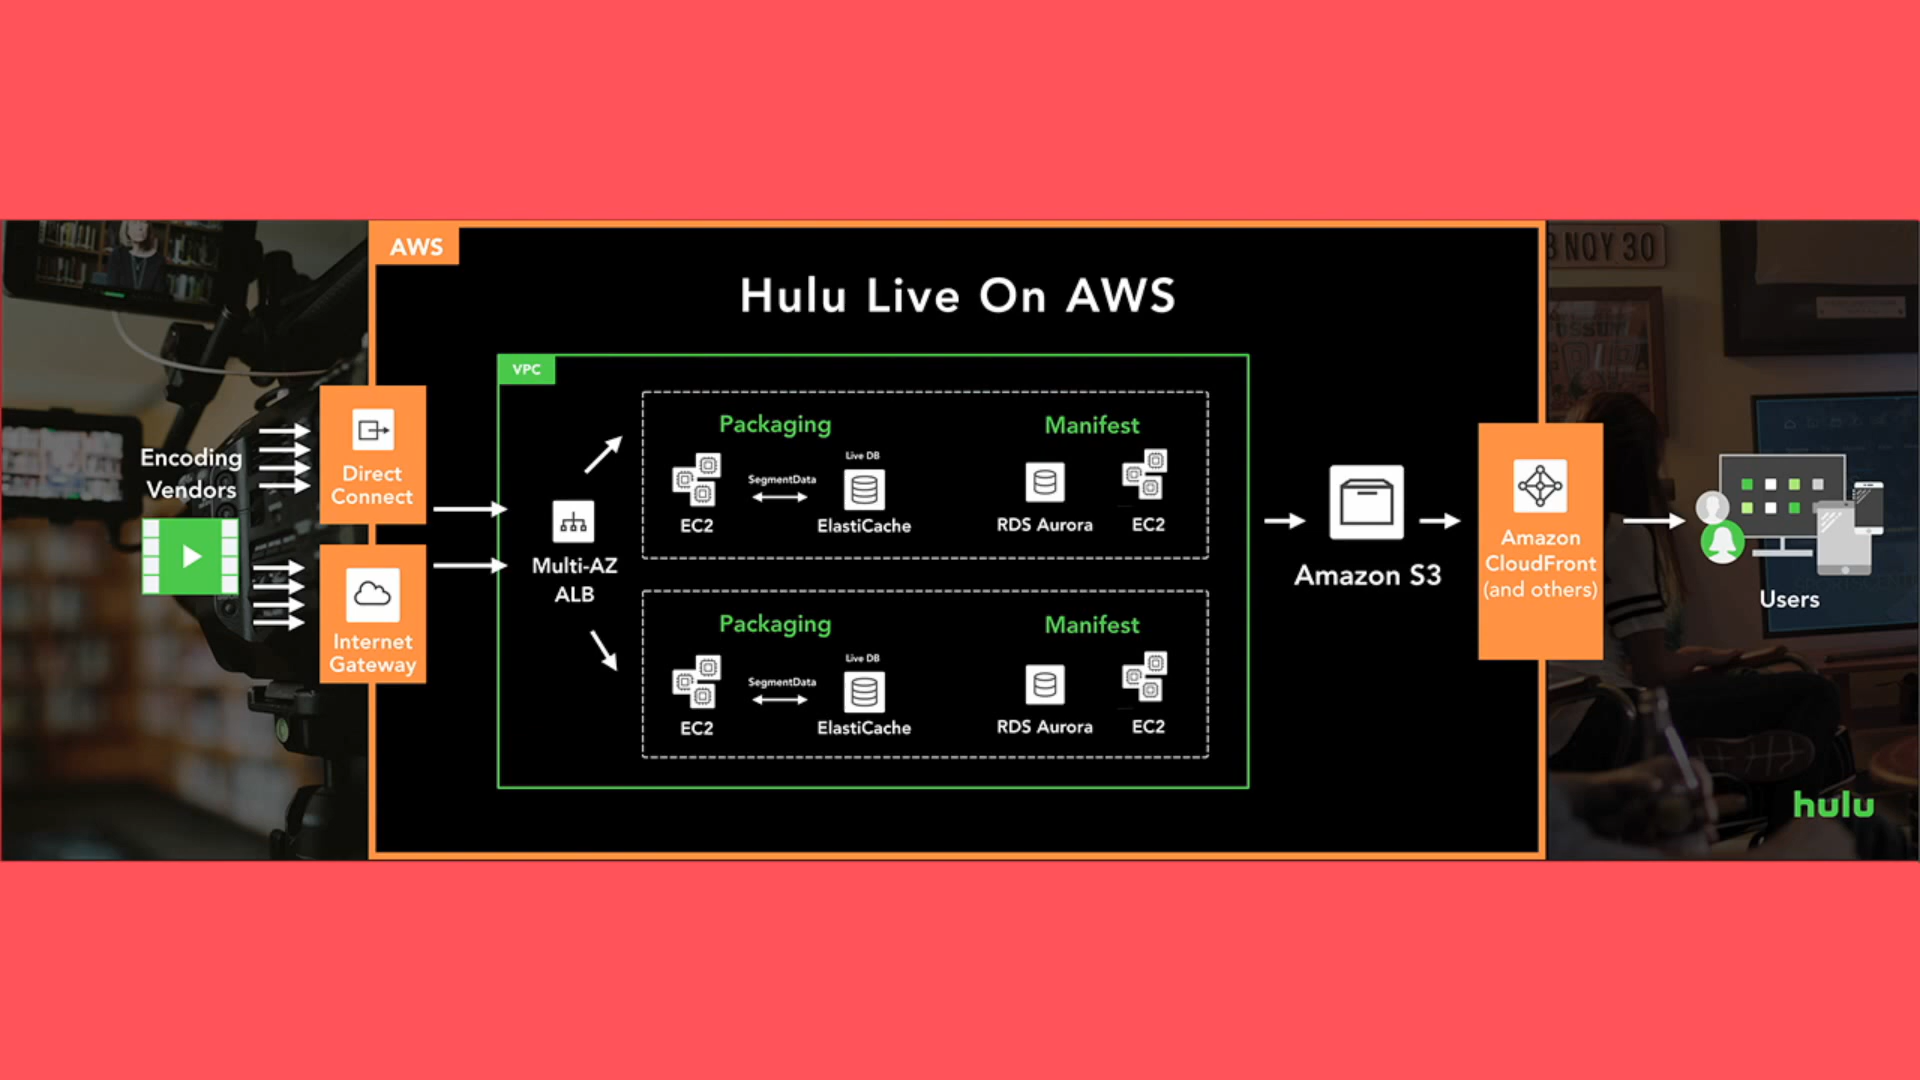 AWS
Hulu Live On AWS
VPC
Encoding
Vendors
Direct
Connect
Internet
Gateway
Multi-AZ
ALB
Packaging
Manifest
Live DB
SegmentData
EC2
ElastiCache
RDS Aurora
EC2
Packaging
Manifest
Live DB
SegmentData
EC2
ElastiCache
RDS Aurora
EC2
Amazon S3
Amazon
CloudFront
(and others)
Users
NQY 30
hulu